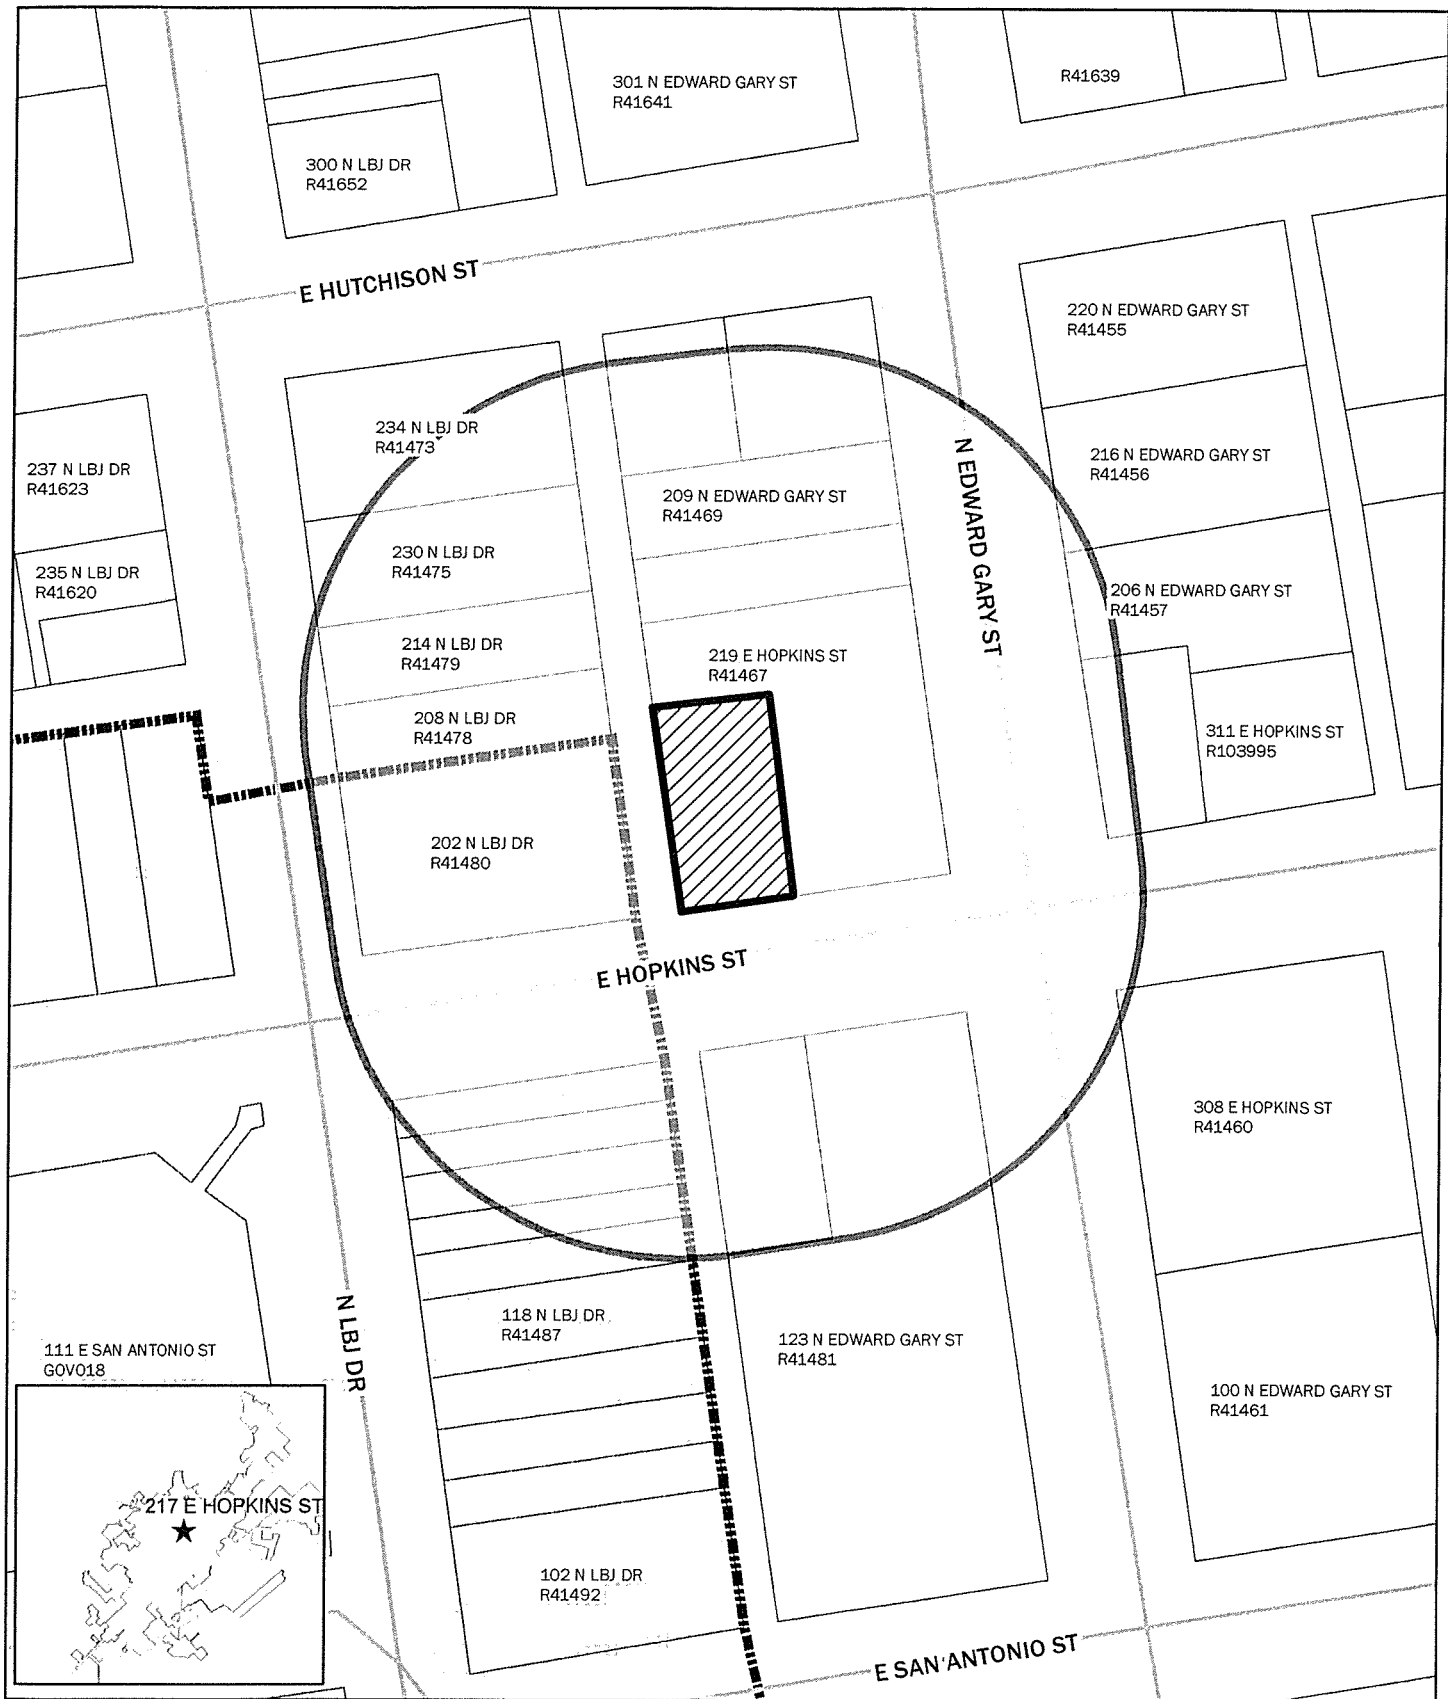 301 N EDWARD GARY ST
R41641
R41639
300 N LBJ DR
R41652
E HUTCHISON ST
220 N EDWARD GARY ST
R41455
234 N LBJ DR
R41473
237 N LBJ DR
R41623
N EDWARD GARY ST
216 N EDWARD GARY ST
R41456
209 N EDWARD GARY ST
R41469
230 N LBJ DR
R41475
235 N LBJ DR
R41620
206 N EDWARD GARY ST
R41457
214 N LBJ DR
R41479
219 E HOPKINS ST
R41467
208 N LBJ DR
R41478
311 E HOPKINS ST
R103995
202 N LBJ DR
R41480
E HOPKINS ST
308 E HOPKINS ST
R41460
N LBJ DR
118 N LBJ DR
R41487
123 N EDWARD GARY ST
R41481
111 E SAN ANTONIO ST
GOV018
100 N EDWARD GARY ST
R41461
217 E HOPKINS ST
102 N LBJ DR
R41492
E SAN ANTONIO ST